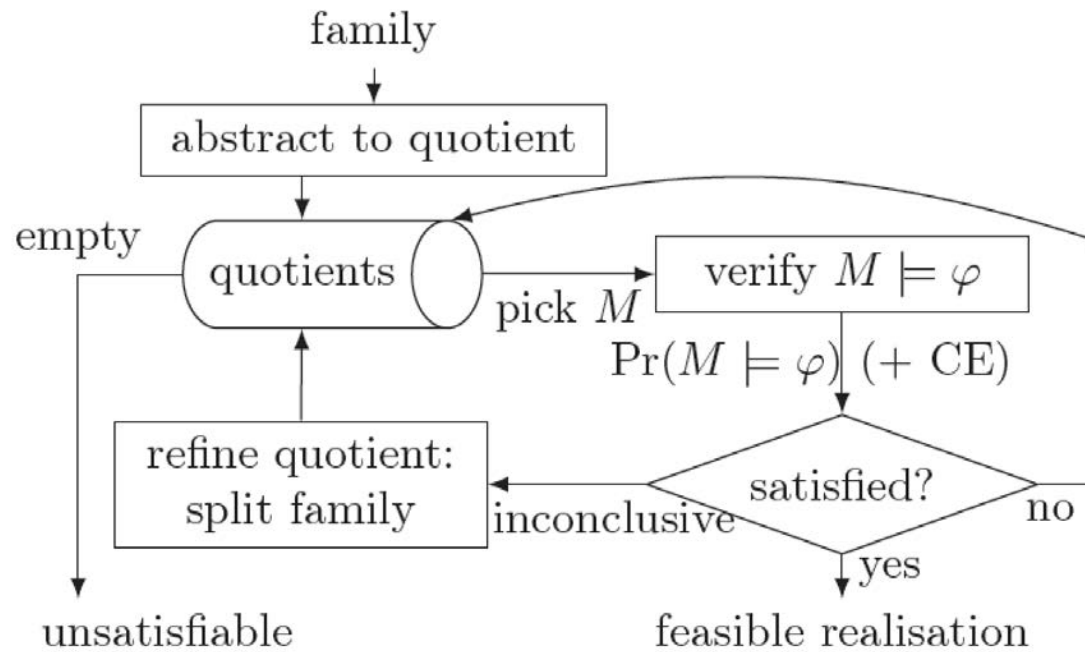 family
abstract to quotient
empty
quotients
pick M
verify M ⊨ φ
Pr(M ⊨ φ) (+ CE)
refine quotient:
split family
inconclusive
satisfied?
no
yes
unsatisfiable
feasible realisation